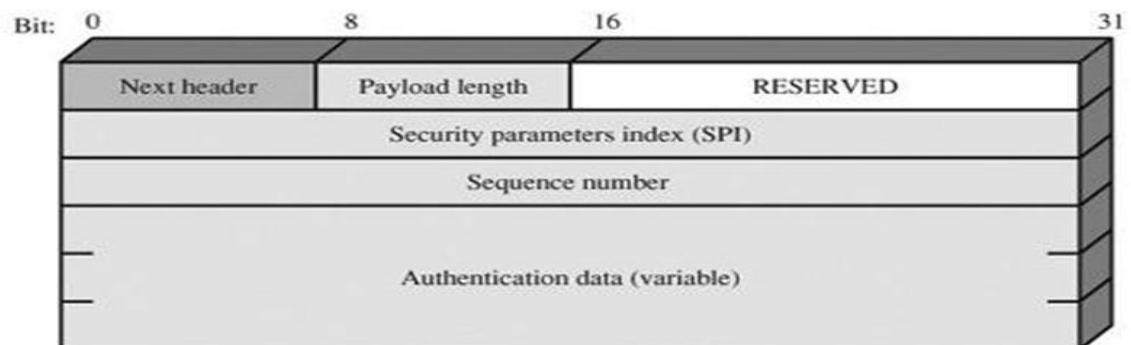 Bit: 0 8 16 31
Next header Payload length RESERVED
Security parameters index (SPI)
Sequence number
Authentication data (variable)